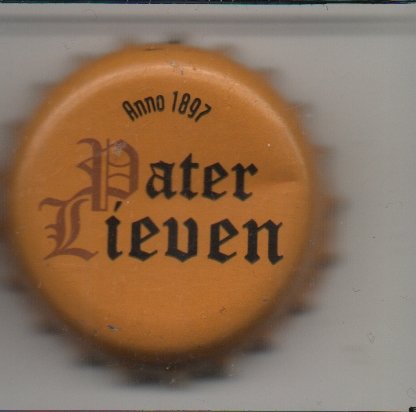 Anno 1897
Pater
Lieven